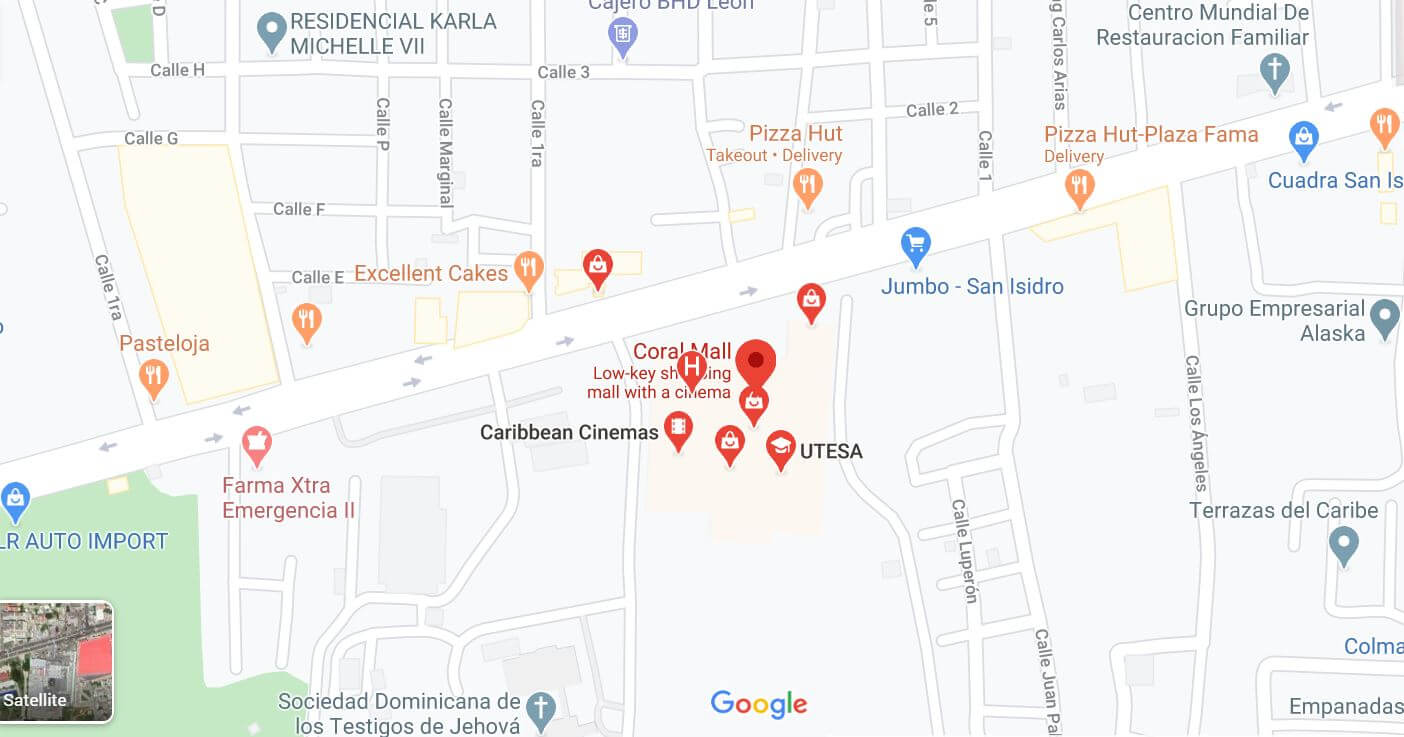 Cajero BHD León
RESIDENCIAL KARLA
MICHELLE VII
Centro Mundial De
Restauracion Familiar
Calle H
Calle 3
Calle 5
Carlos Arias
Calle P
Calle Marginal
Calle 1ra
Calle 2
Calle G
Pizza Hut
Takeout • Delivery
Calle 1
Pizza Hut-Plaza Fama
Delivery
Cuadra San Is
Calle F
Calle E
Excellent Cakes
Calle 1ra
Jumbo - San Isidro
Grupo Empresarial
Alaska
Pasteloja
Coral Mall
Low-key
mall with a cinema
H
Calle Los Ángeles
Caribbean Cinemas
UTESA
Farma Xtra
Emergencia II
LR AUTO IMPORT
Calle Luperón
Terrazas del Caribe
Calle Juan Pa
Colma
Satellite
Sociedad Dominicana de
los Testigos de Jehová
Google
Empanadas